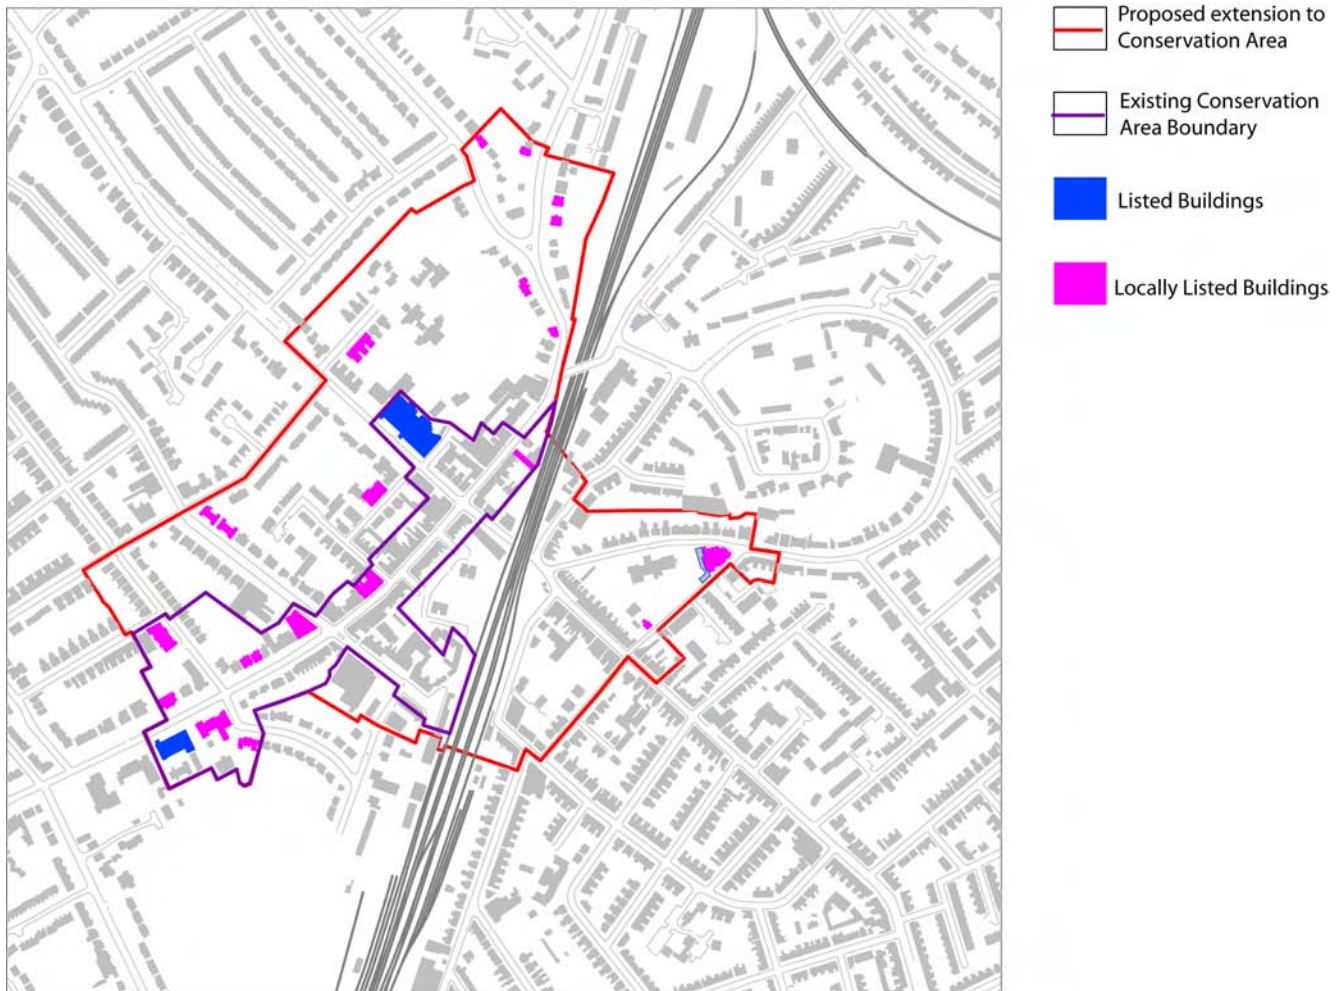 Proposed extension to
Conservation Area
Existing Conservation
Area Boundary
Listed Buildings
Locally Listed Buildings